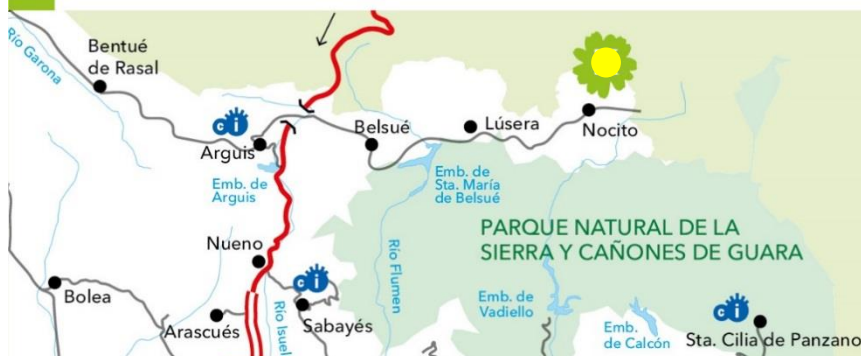 Río Garona
Bentué
de Rasal
ci
Arguis
Emb. de
Arguis
Belsué
Lúsera
Nocito
Emb. de
Sta. María
de Belsué
PARQUE NATURAL DE LA
SIERRA Y CAÑONES DE GUARA
Nueno
Río Flumen
ci
Bolea
Arascués
Río Isuel
Sabayés
Emb. de
Vadiello
Emb.
de Calcón
ci
Sta. Cilia de Panzano